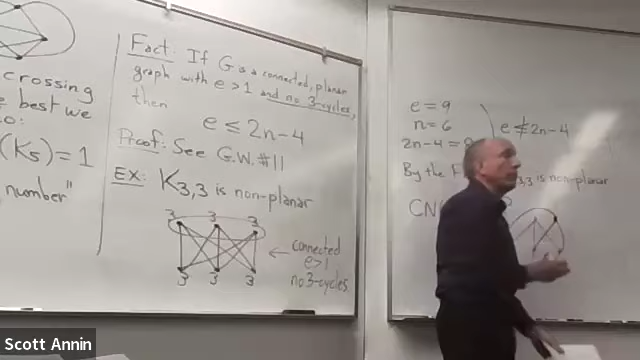 crossing
best we
(K5) = 1
number"
Fact: If G is a connected, planar
graph with e > 1 and no 3-cycles,
then
e ≤ 2n-4
Proof: See G.W. #11
EX: K3,3 is non-planar
3 3 3
3 3 3
← connected
e>1
no 3-cycles
e = 9
n = 6
2n-4 =
e ≰ 2n-4
By the
3,3 is non-planar
Scott Annin